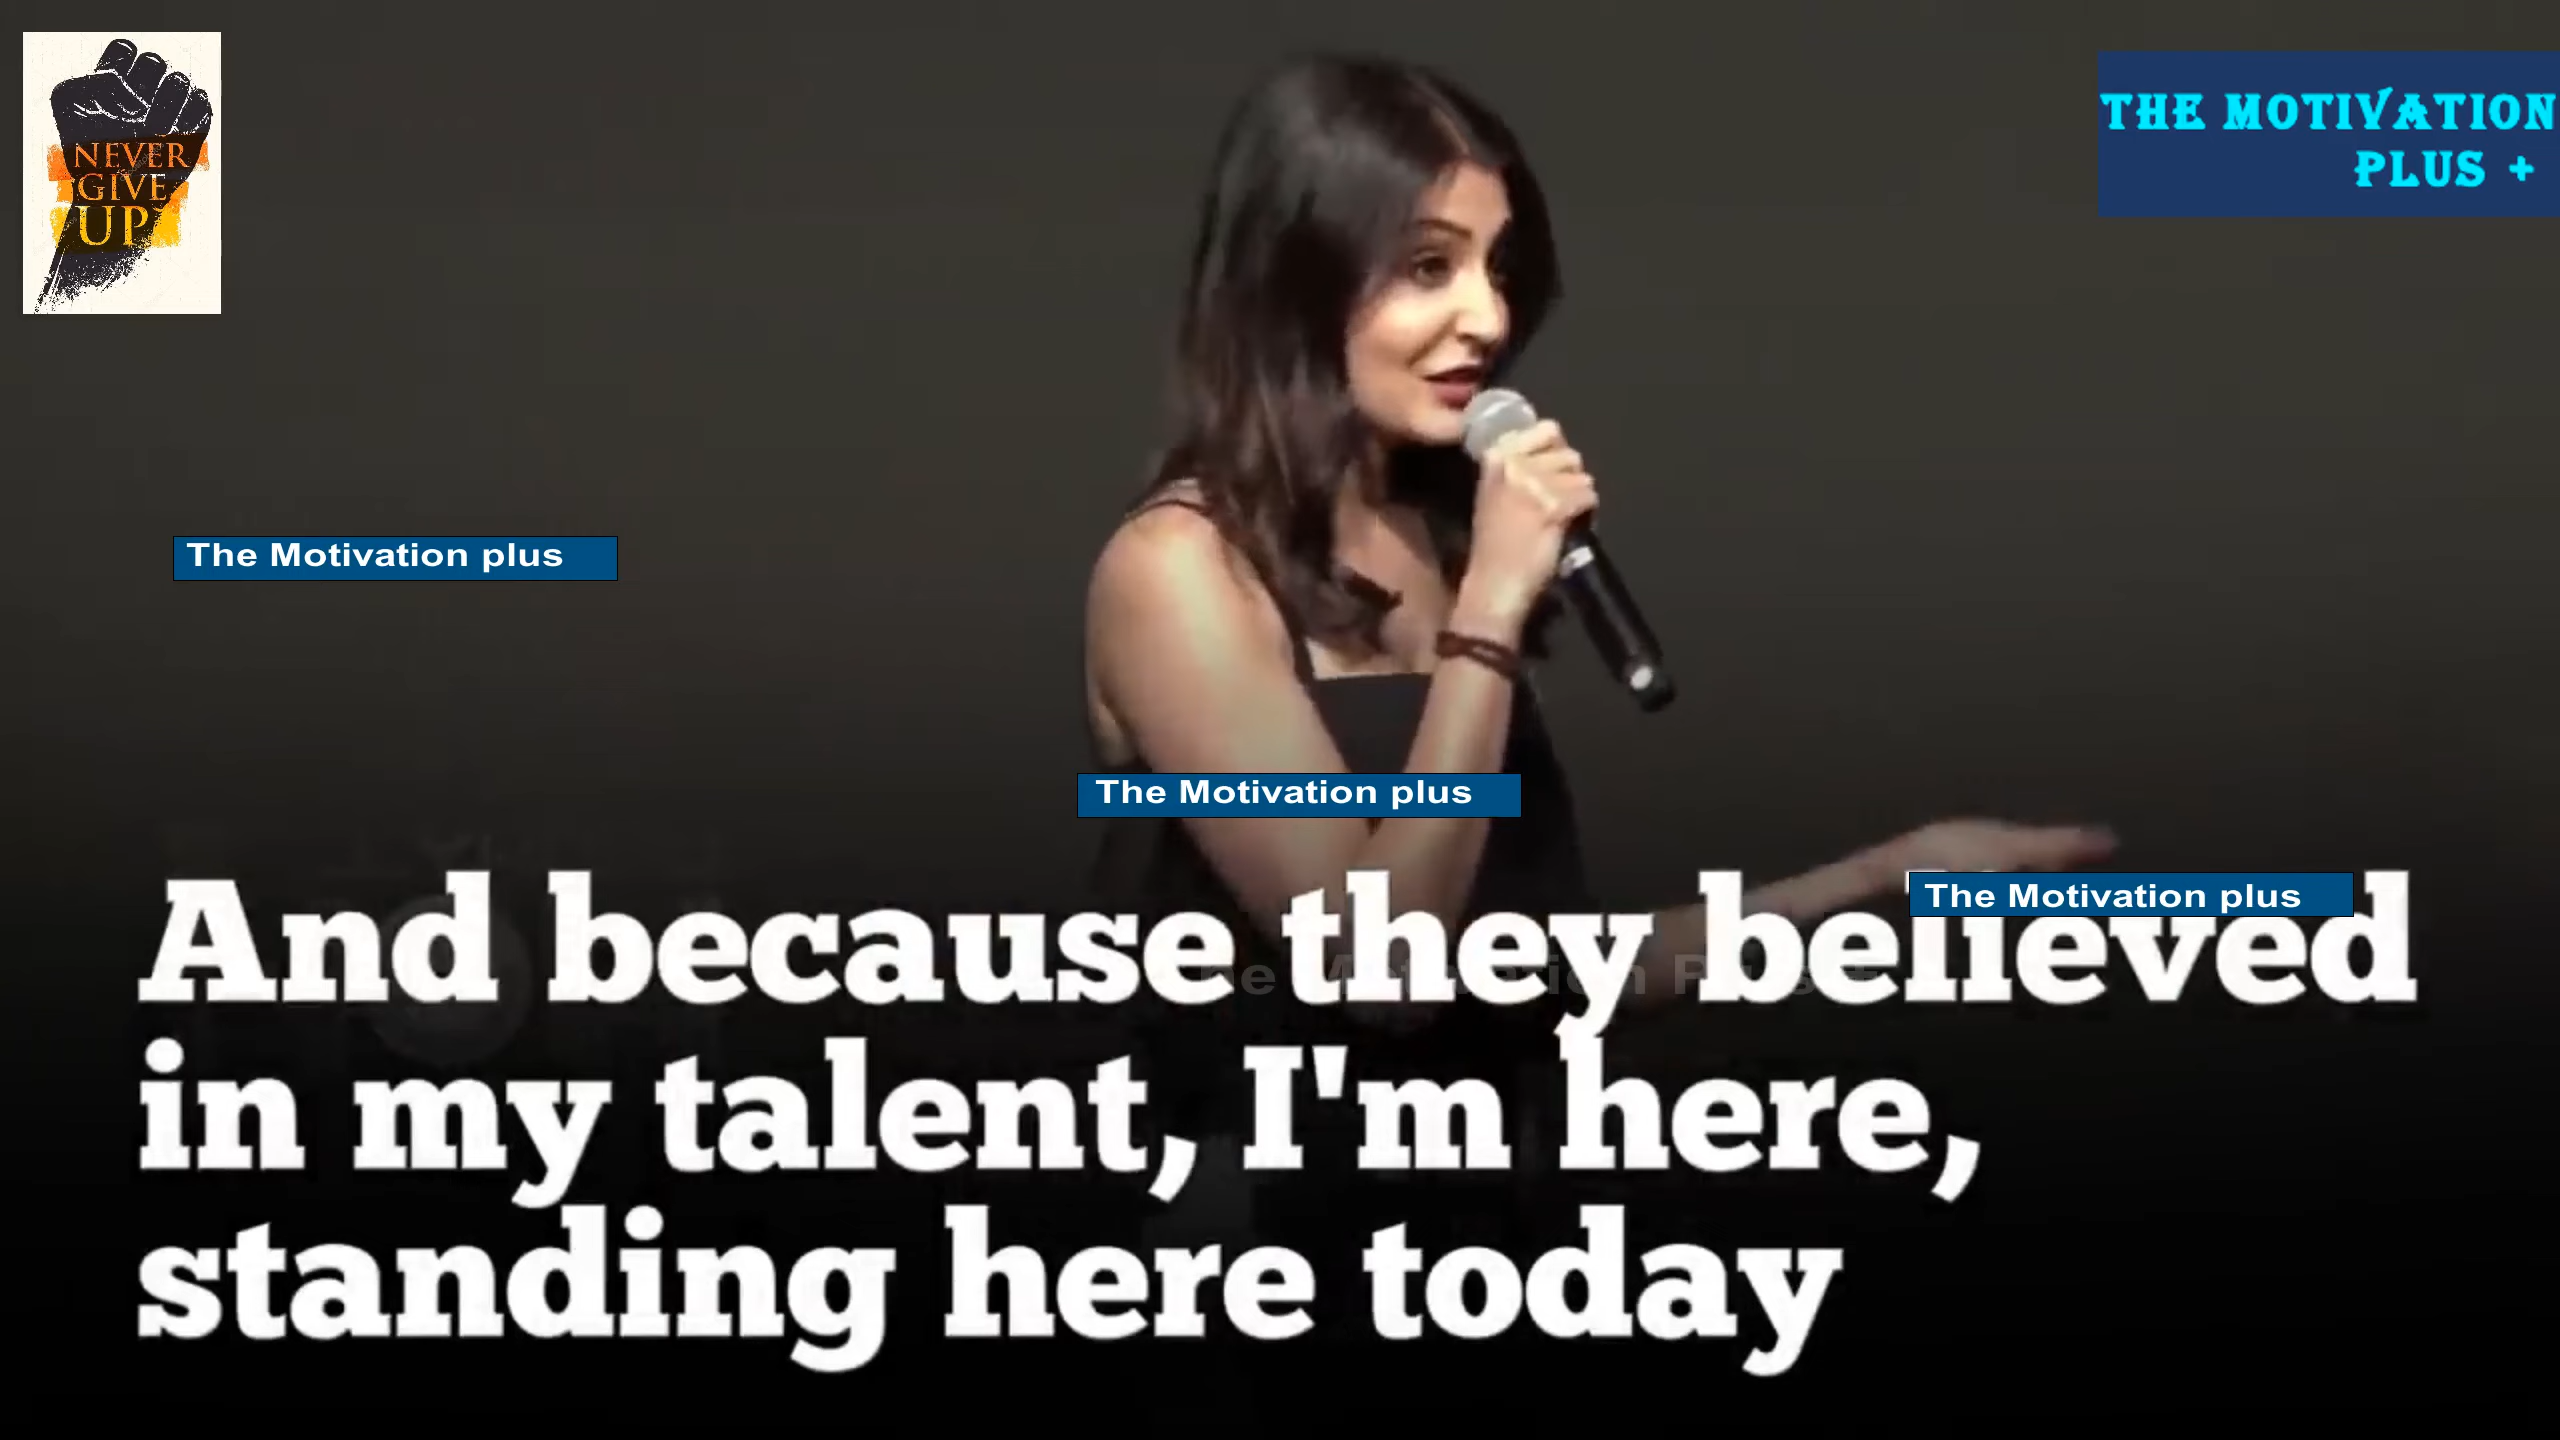 NEVER
GIVE
UP
THE MOTIVATION
PLUS +
The Motivation plus
The Motivation plus
The Motivation plus
And because they believed
in my talent, I'm here,
standing here today